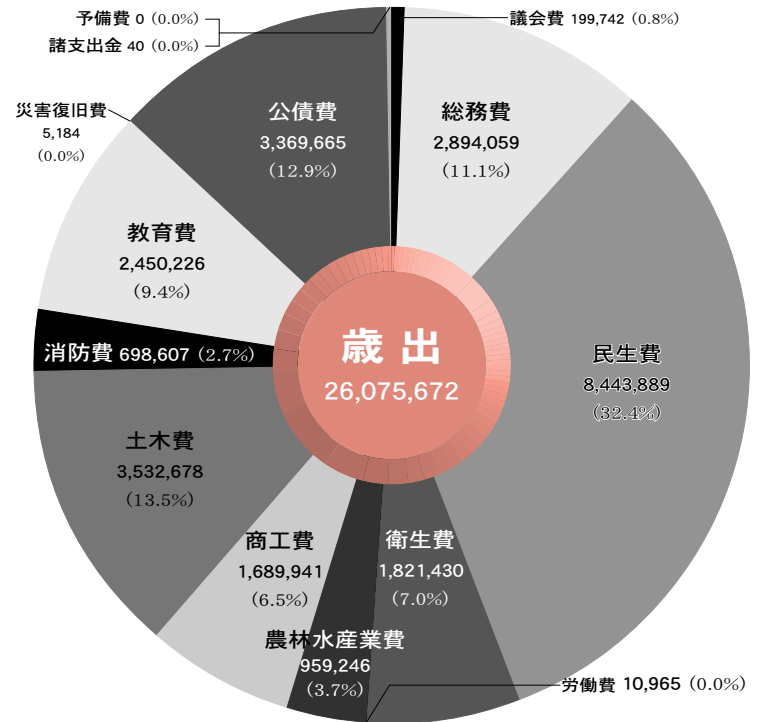 予備費 0 (0.0%)
諸支出金 40 (0.0%)
議会費 199,742 (0.8%)
総務費
2,894,059
(11.1%)
民生費
8,443,889
(32.4%)
労働費 10,965 (0.0%)
衛生費
1,821,430
(7.0%)
農林水産業費
959,246
(3.7%)
商工費
1,689,941
(6.5%)
土木費
3,532,678
(13.5%)
消防費 698,607 (2.7%)
教育費
2,450,226
(9.4%)
災害復旧費
5,184
(0.0%)
公債費
3,369,665
(12.9%)
歳出
26,075,672